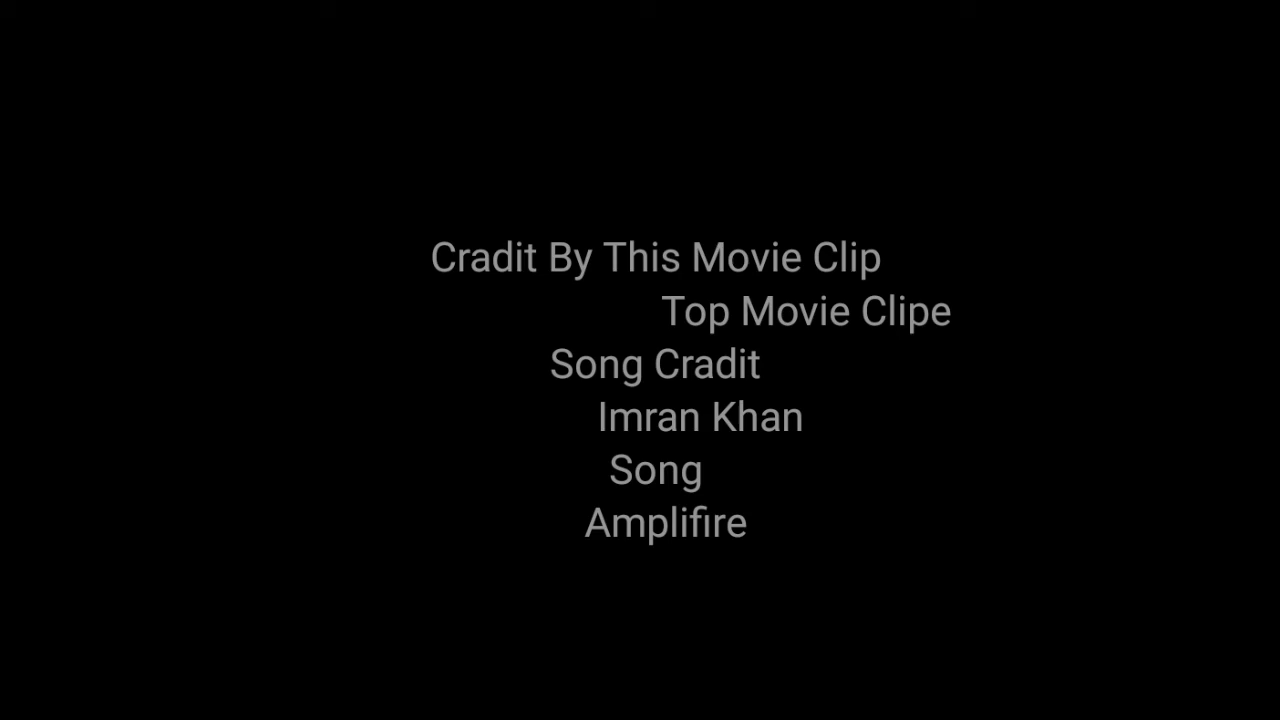 Cradit By This Movie Clip
Top Movie Clipe
Song Cradit
Imran Khan
Song
Amplifire